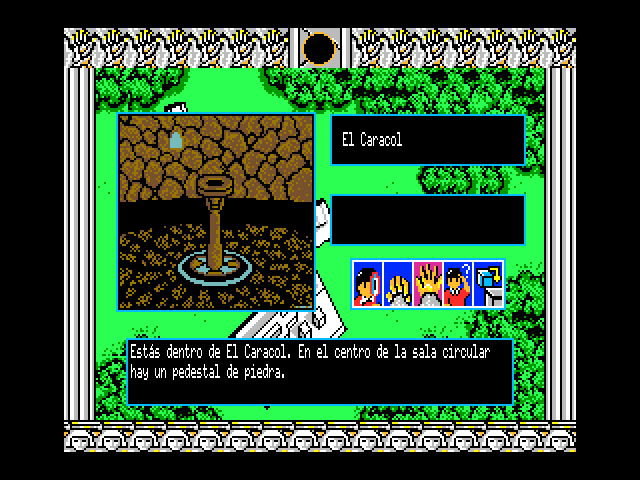 El Caracol
Estás dentro de El Caracol. En el centro de la sala circular
hay un pedestal de piedra.